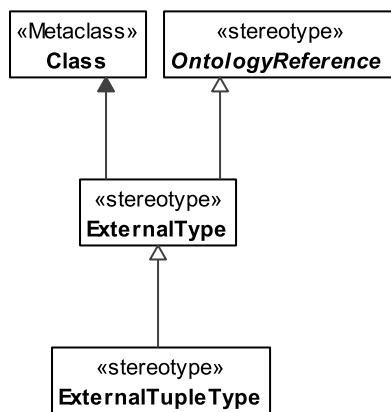 «Metaclass»
Class
«stereotype»
OntologyReference
«stereotype»
ExternalType
«stereotype»
ExternalTupleType